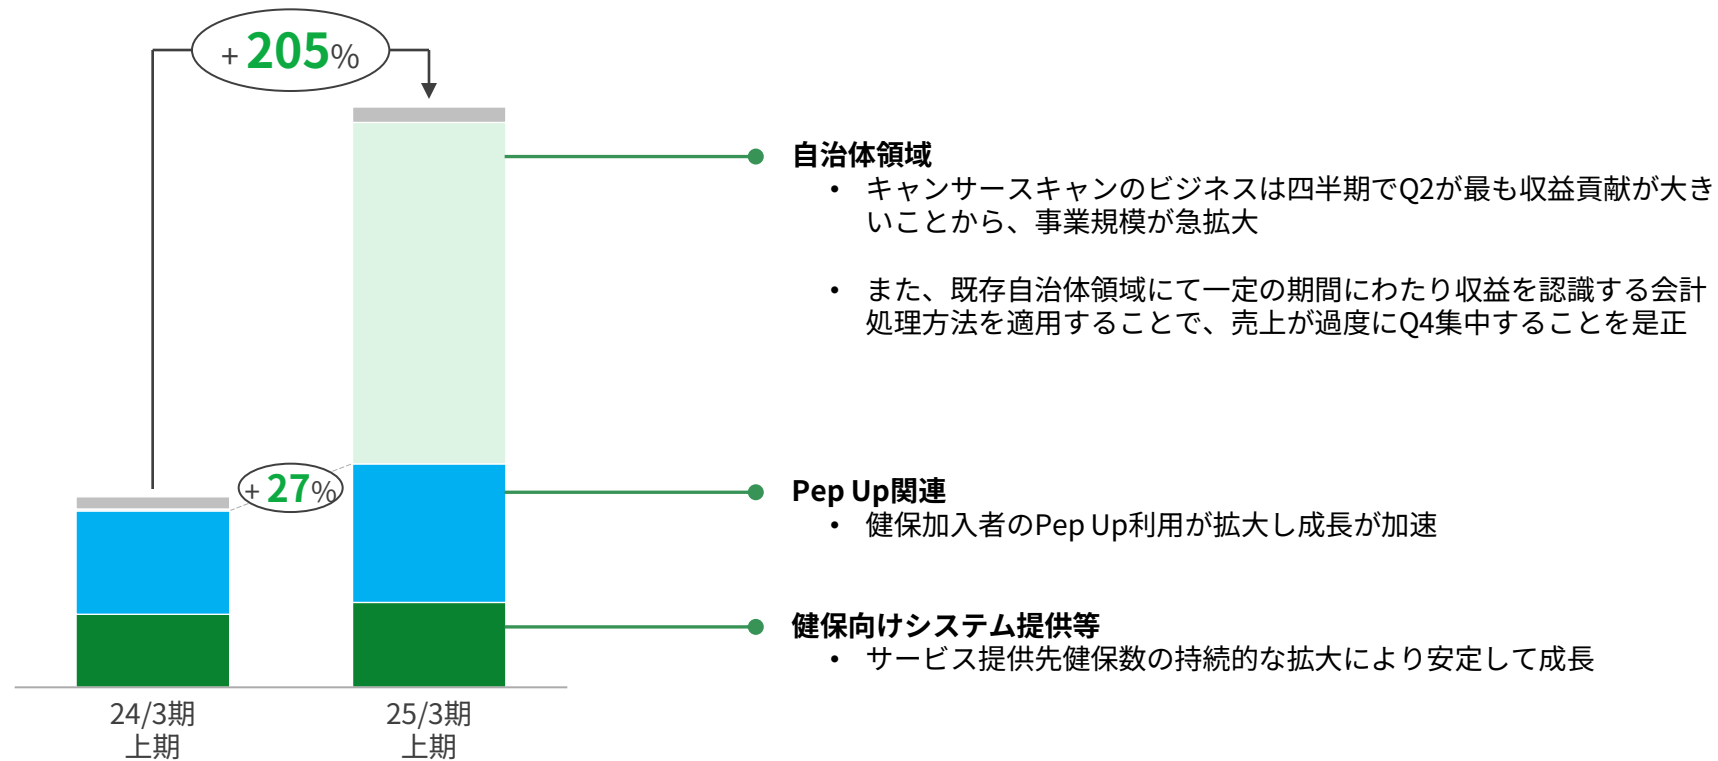 + 205%
自治体領域
• キャンサースキャンのビジネスは四半期でQ2が最も収益貢献が大き
いことから、事業規模が急拡大
• また、既存自治体領域にて一定の期間にわたり収益を認識する会計
処理方法を適用することで、売上が過度にQ4集中することを是正
+ 27%
Pep Up関連
• 健保加入者のPep Up利用が拡大し成長が加速
健保向けシステム提供等
• サービス提供先健保数の持続的な拡大により安定して成長
24/3期
上期
25/3期
上期